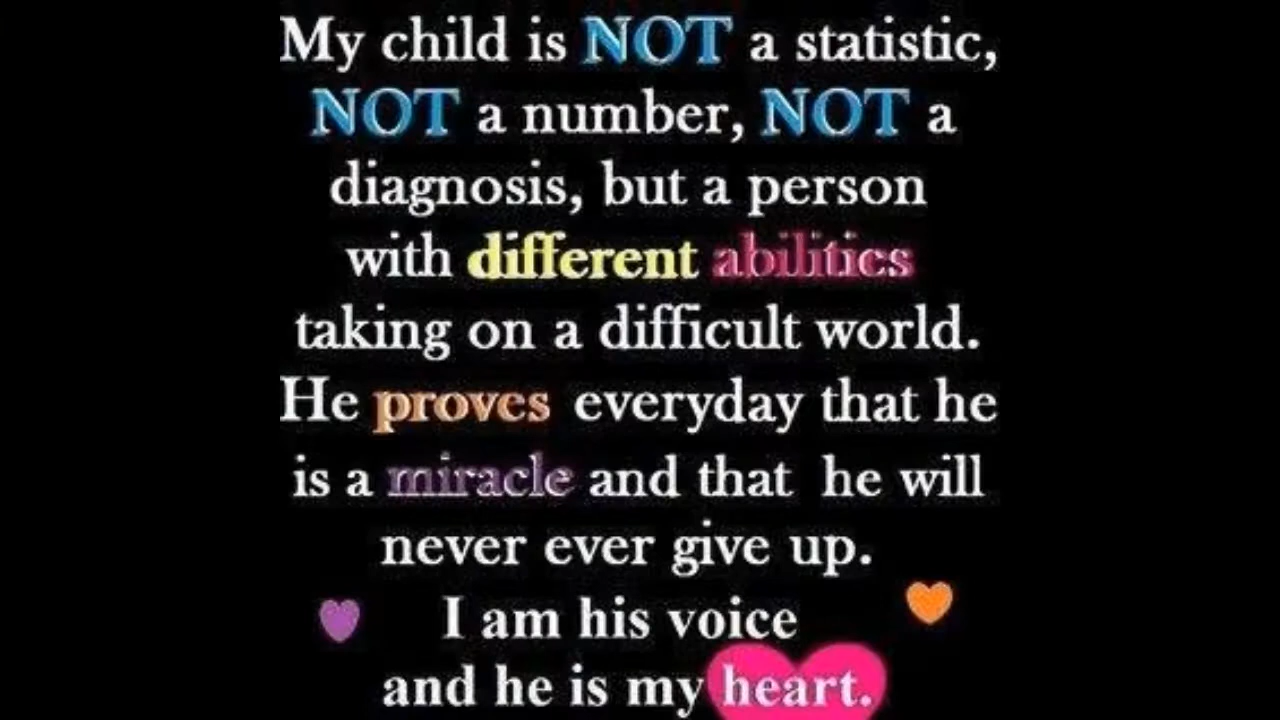 My child is NOT a statistic,
NOT a number, NOT a
diagnosis, but a person
with different abilities
taking on a difficult world.
He proves everyday that he
is a miracle and that he will
never ever give up.
I am his voice
and he is my heart.